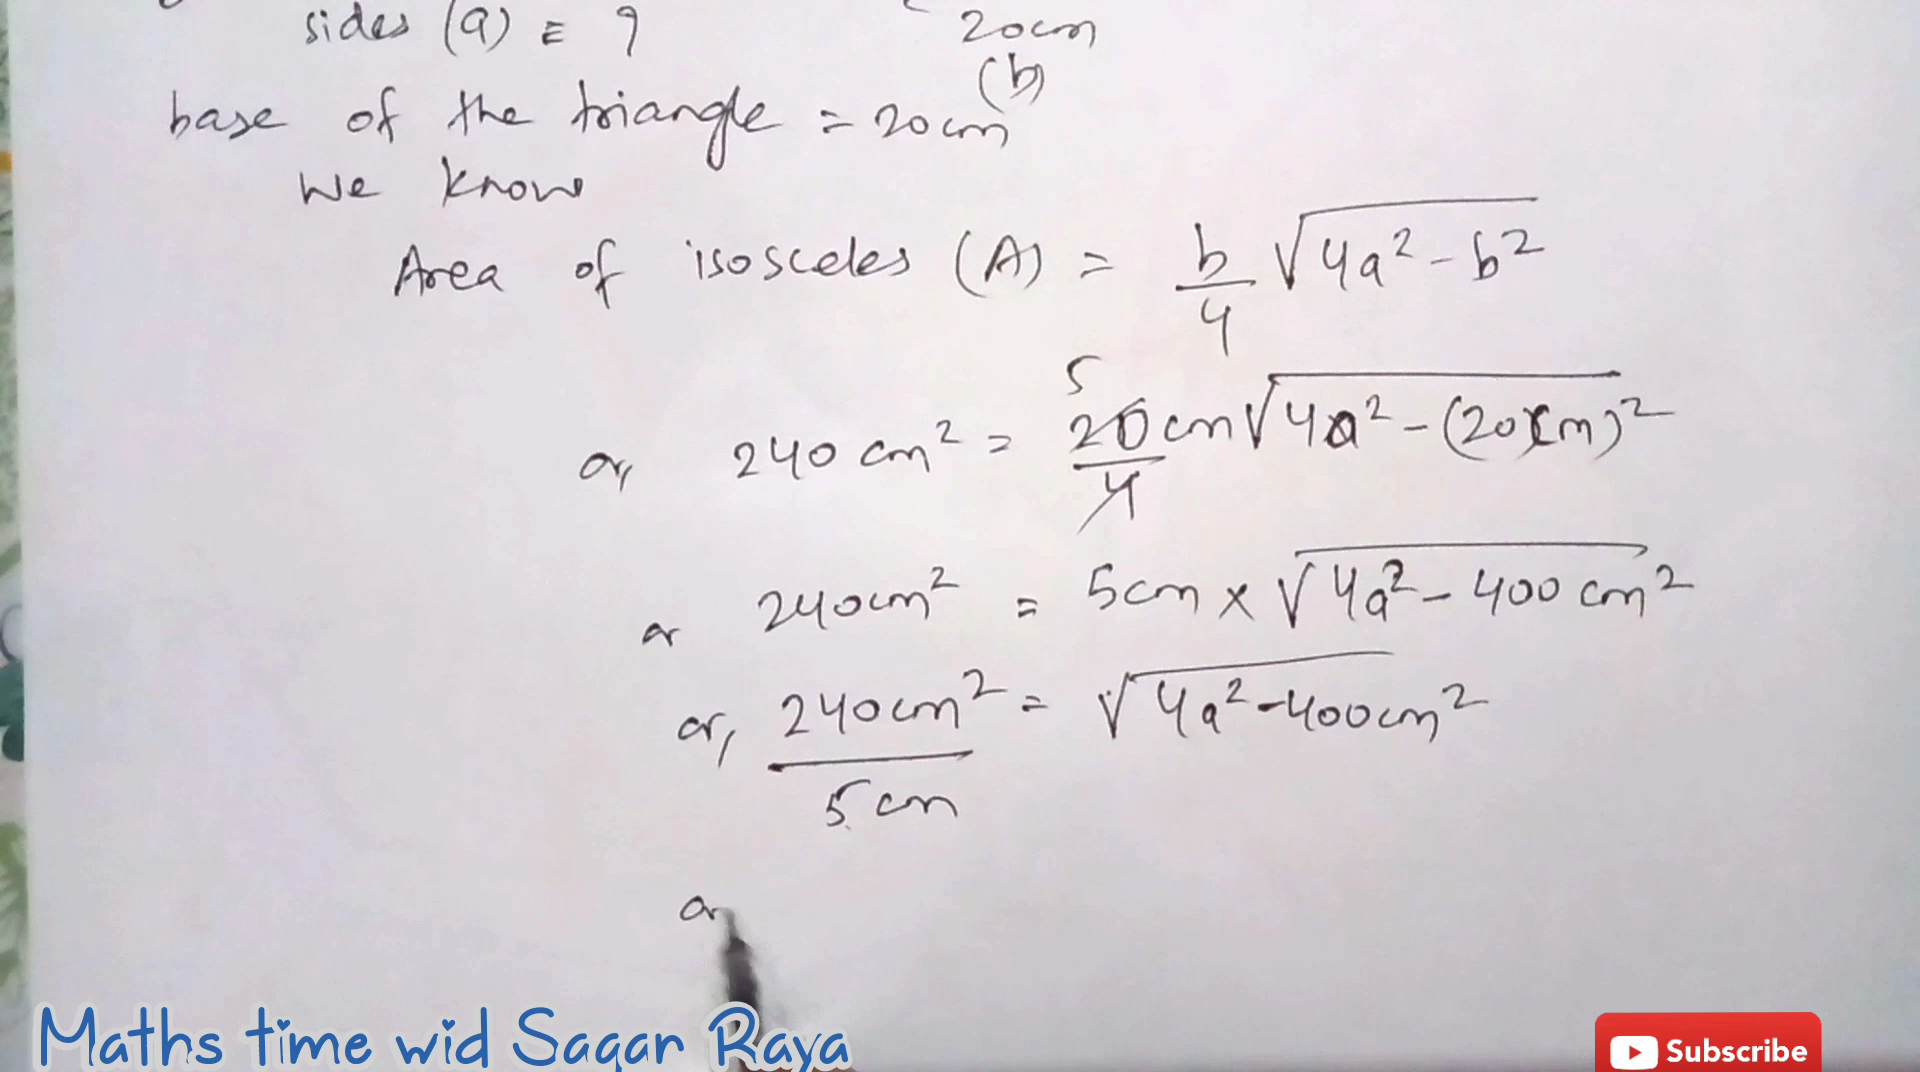 sides (a) = ?
20cm
(b)
base of the triangle = 20cm
We know
Area of isosceles (A) = b/4 √4a² - b²
5
or, 240 cm² = 20/4 cm √4a² - (20cm)²
or 240cm² = 5cm × √4a² - 400 cm²
or, 240cm²/5cm = √4a² - 400cm²
or
Maths time wid Sagar Raya
Subscribe